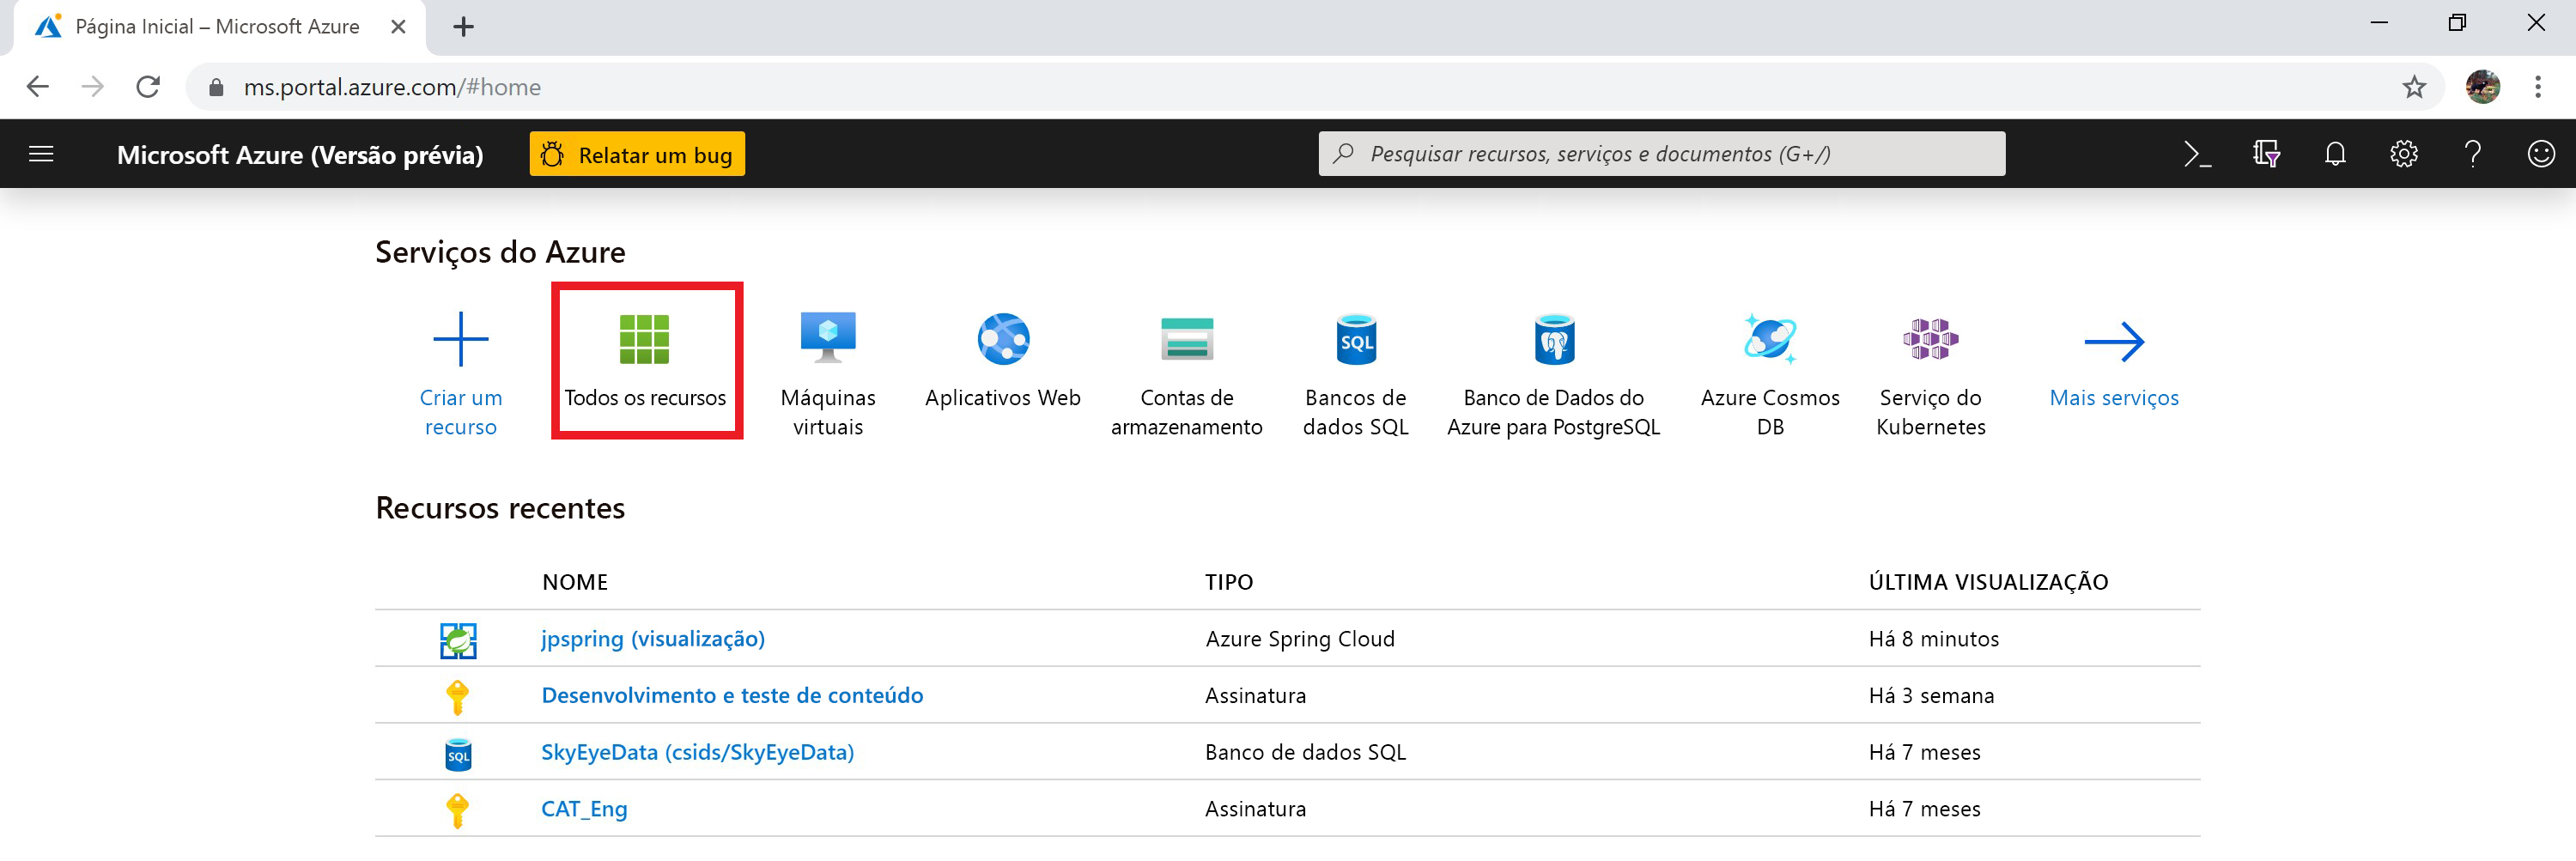 Página Inicial – Microsoft Azure
ms.portal.azure.com/#home
Microsoft Azure (Versão prévia)
Relatar um bug
Pesquisar recursos, serviços e documentos (G+/)
Serviços do Azure
Criar um
recurso
Todos os recursos
Máquinas
virtuais
Aplicativos Web
Contas de
armazenamento
SQL
Bancos de
dados SQL
Banco de Dados do
Azure para PostgreSQL
Azure Cosmos
DB
Serviço do
Kubernetes
Mais serviços
Recursos recentes
NOME TIPO ÚLTIMA VISUALIZAÇÃO
jpspring (visualização) Azure Spring Cloud Há 8 minutos
Desenvolvimento e teste de conteúdo Assinatura Há 3 semana
SQL SkyEyeData (csids/SkyEyeData) Banco de dados SQL Há 7 meses
CAT_Eng Assinatura Há 7 meses